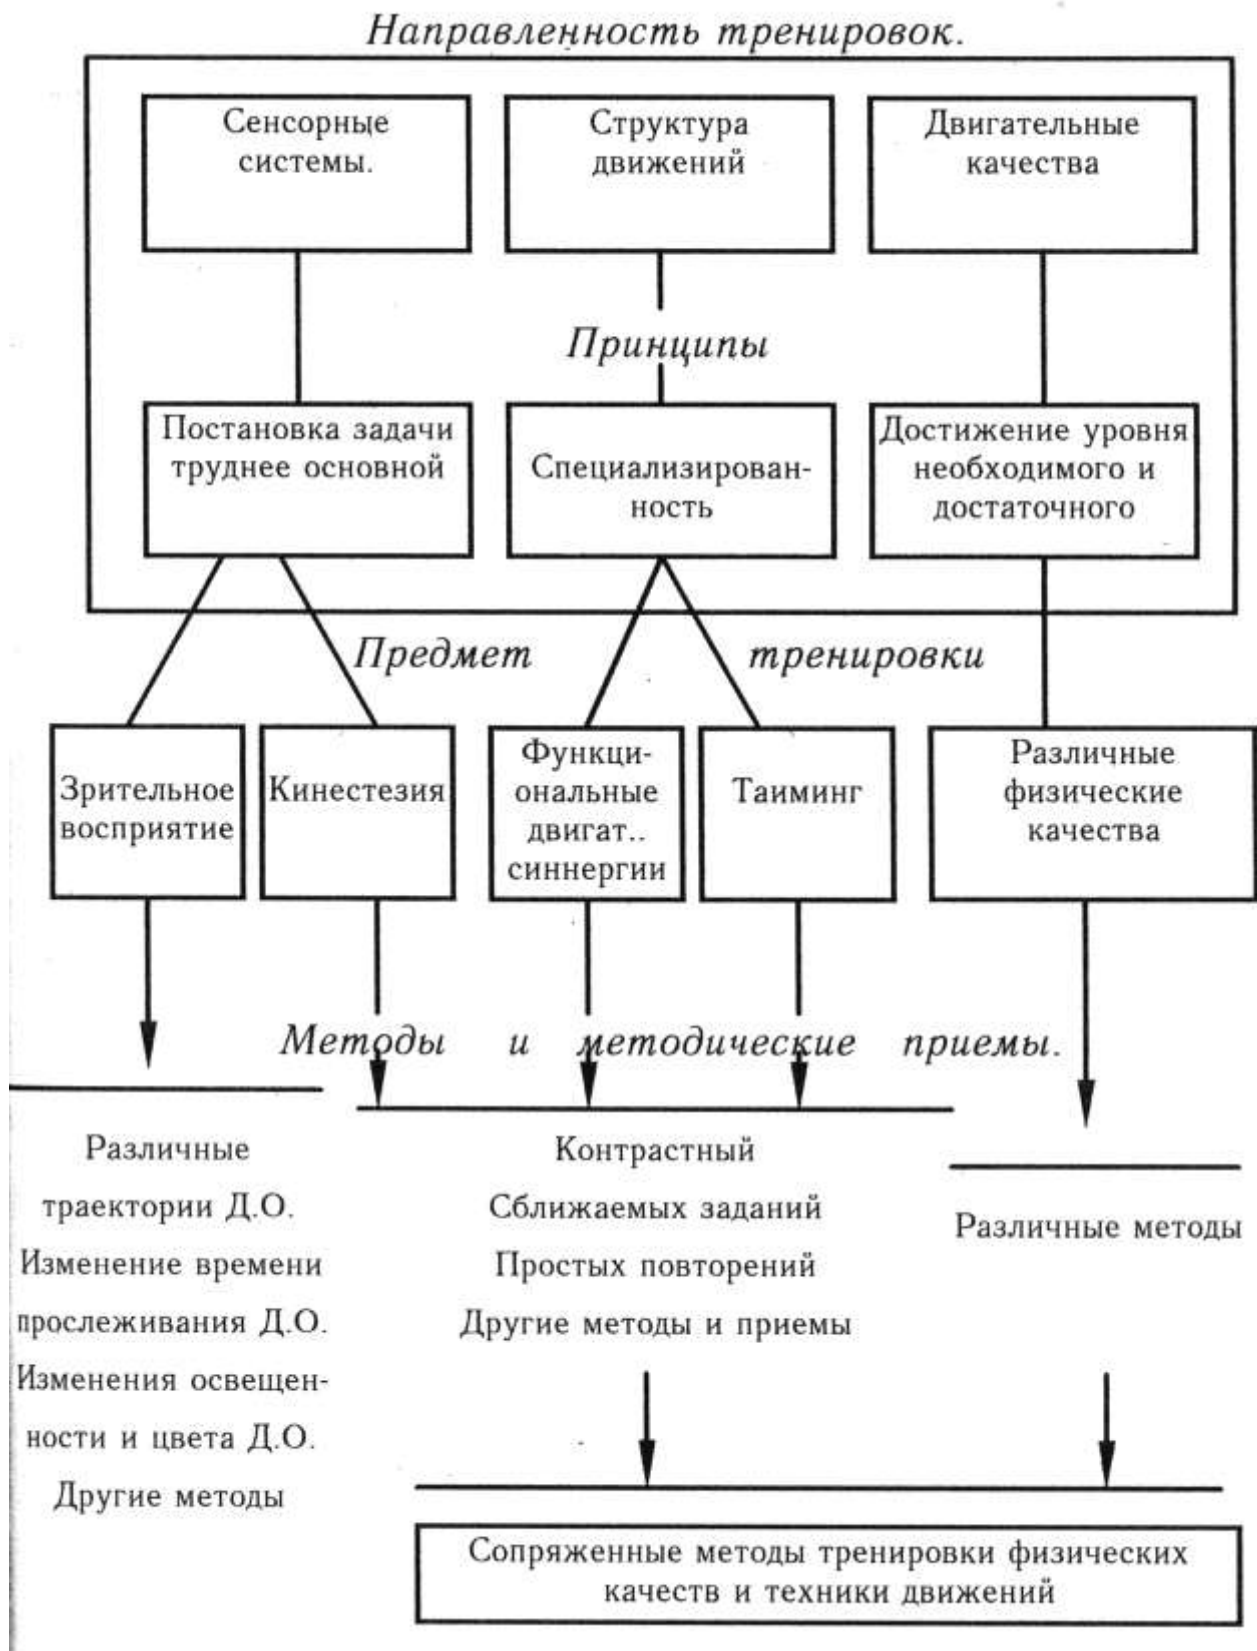 Направленность тренировок.
Сенсорные
системы.
Структура
движений
Двигательные
качества
Принципы
Постановка задачи
труднее основной
Специализирован-
ность
Достижение уровня
необходимого и
достаточного
Предмет тренировки
Зрительное
восприятие
Кинестезия
Функци-
ональные
двигат..
синнергии
Таиминг
Различные
физические
качества
Методы и методические приемы.
Различные
траектории Д.О.
Изменение времени
прослеживания Д.О.
Изменения освещен-
ности и цвета Д.О.
Другие методы
Контрастный
Сближаемых заданий
Простых повторений
Другие методы и приемы
Различные методы
Сопряженные методы тренировки физических
качеств и техники движений